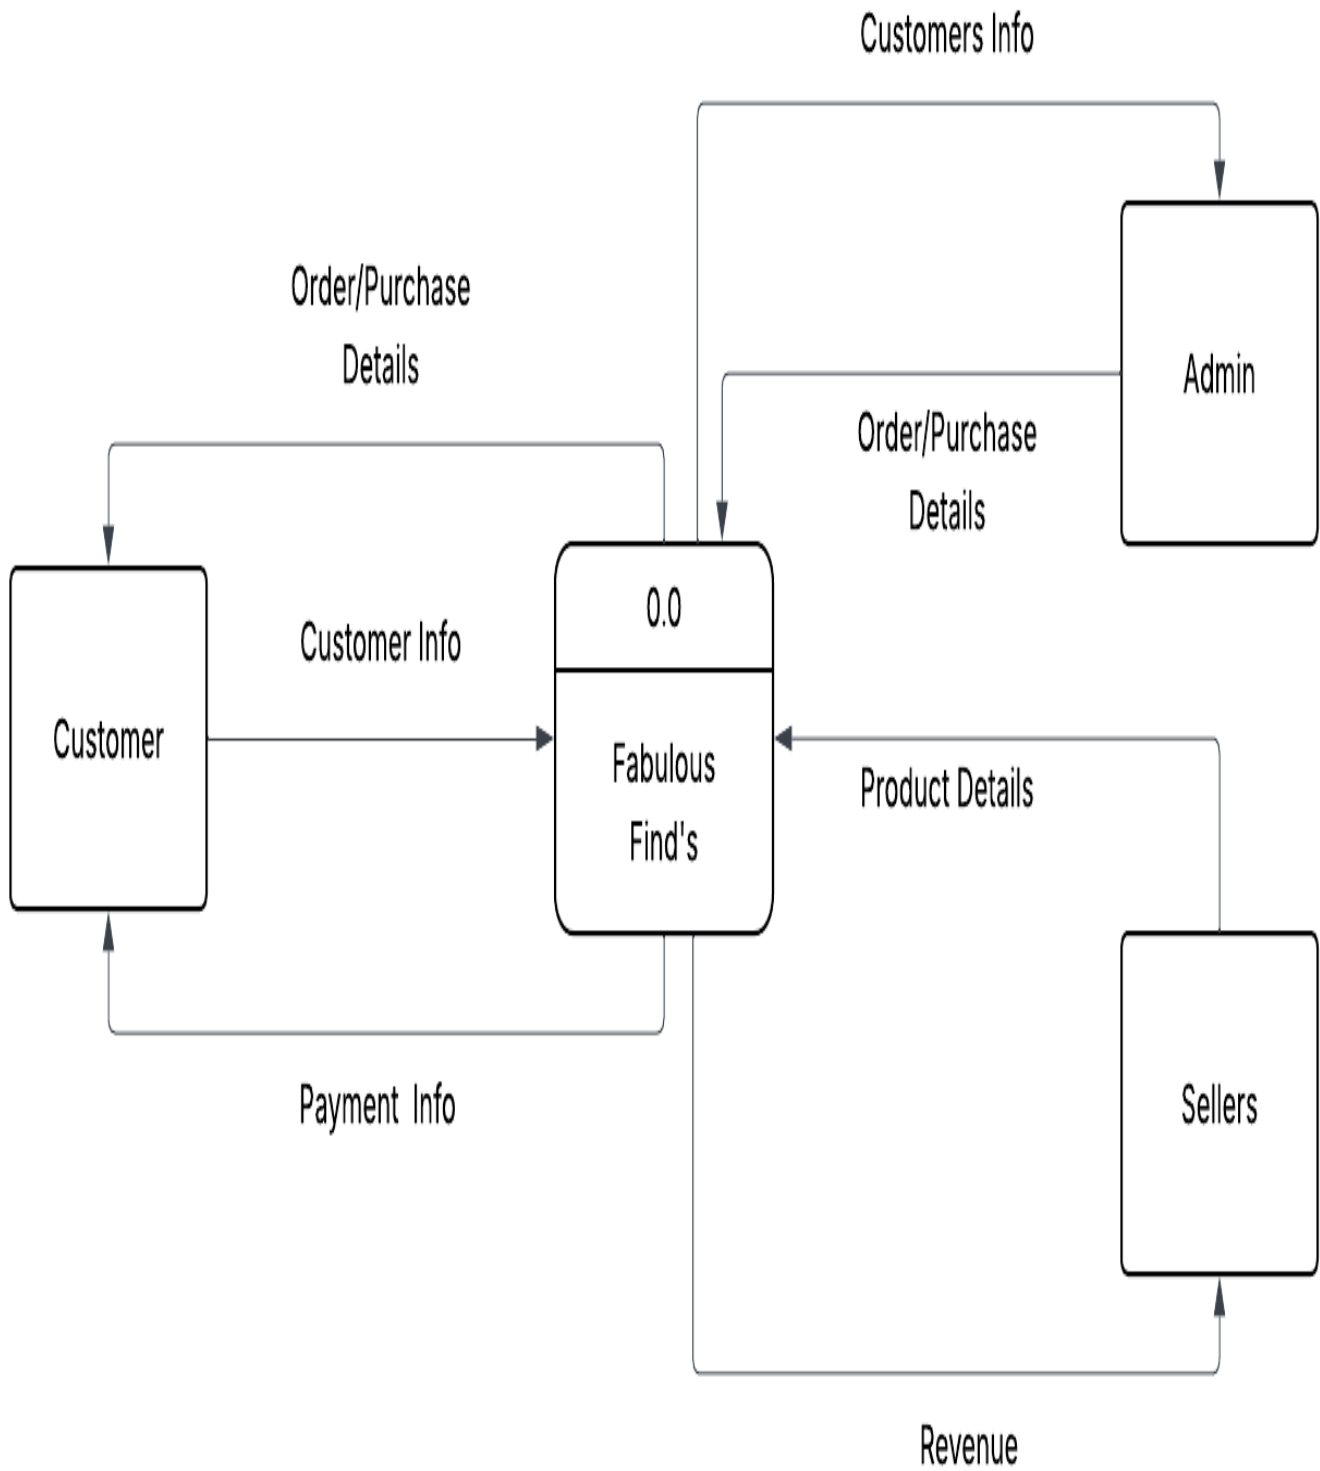 Customers Info
Order/Purchase
Details
Admin
Order/Purchase
Details
0.0
Customer Info
Customer
Fabulous
Find's
Product Details
Payment Info
Sellers
Revenue